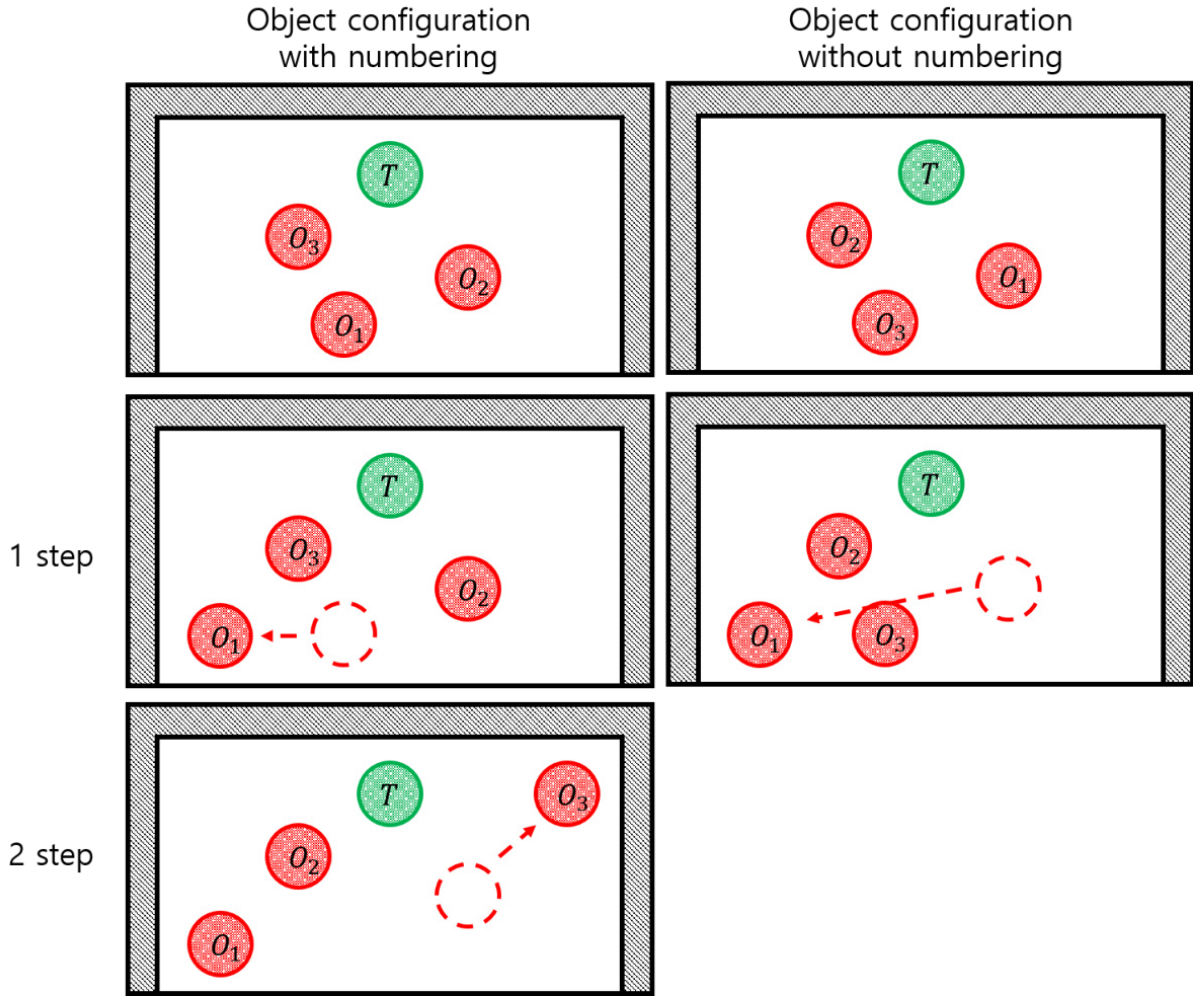 Object configuration
with numbering
Object configuration
without numbering
T
O₃
O₂
O₁
T
O₂
O₁
O₃
1 step
T
O₃
O₂
O₁
T
O₂
O₁
O₃
2 step
T
O₃
O₂
O₁